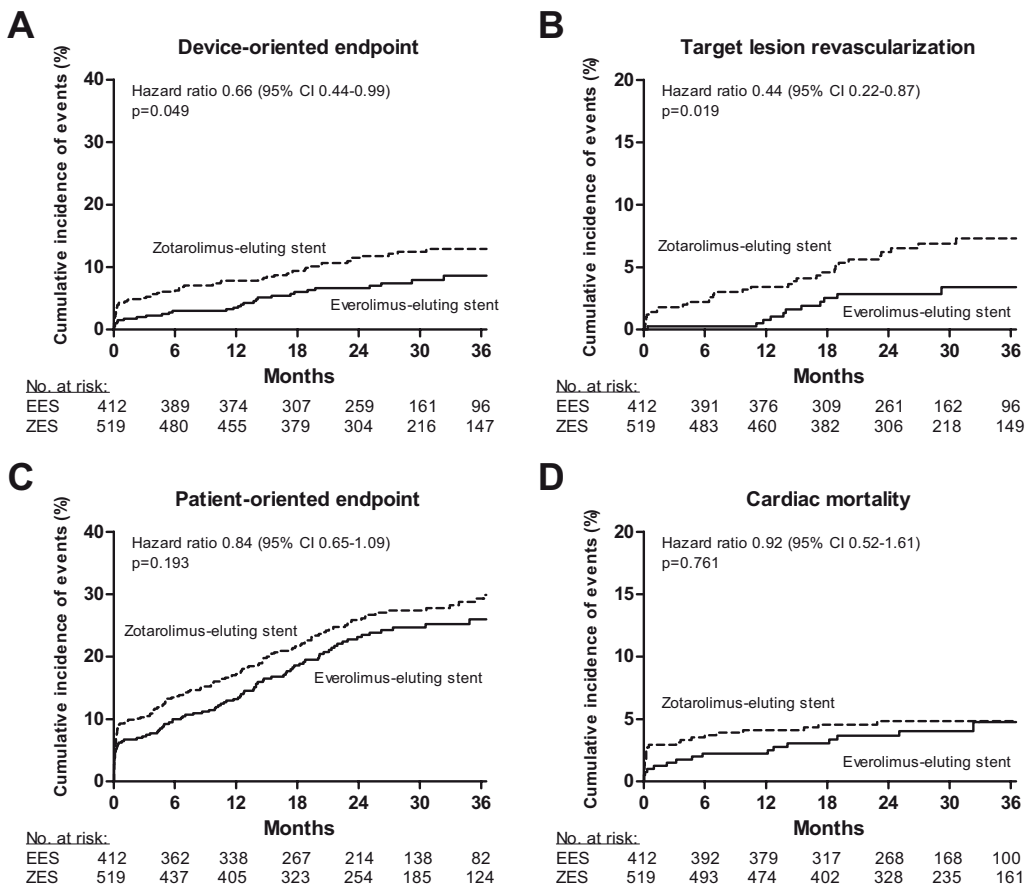 A
Device-oriented endpoint
Cumulative incidence of events (%)
40
30
20
10
0
Hazard ratio 0.66 (95% CI 0.44-0.99)
p=0.049
Zotarolimus-eluting stent
Everolimus-eluting stent
0 6 12 18 24 30 36
Months
No. at risk:
EES 412 389 374 307 259 161 96
ZES 519 480 455 379 304 216 147
B
Target lesion revascularization
Cumulative incidence of events (%)
20
15
10
5
0
Hazard ratio 0.44 (95% CI 0.22-0.87)
p=0.019
Zotarolimus-eluting stent
Everolimus-eluting stent
0 6 12 18 24 30 36
Months
No. at risk:
EES 412 391 376 309 261 162 96
ZES 519 483 460 382 306 218 149
C
Patient-oriented endpoint
Cumulative incidence of events (%)
40
30
20
10
0
Hazard ratio 0.84 (95% CI 0.65-1.09)
p=0.193
Zotarolimus-eluting stent
Everolimus-eluting stent
0 6 12 18 24 30 36
Months
No. at risk:
EES 412 362 338 267 214 138 82
ZES 519 437 405 323 254 185 124
D
Cardiac mortality
Cumulative incidence of events (%)
20
15
10
5
0
Hazard ratio 0.92 (95% CI 0.52-1.61)
p=0.761
Zotarolimus-eluting stent
Everolimus-eluting stent
0 6 12 18 24 30 36
Months
No. at risk:
EES 412 392 379 317 268 168 100
ZES 519 493 474 402 328 235 161